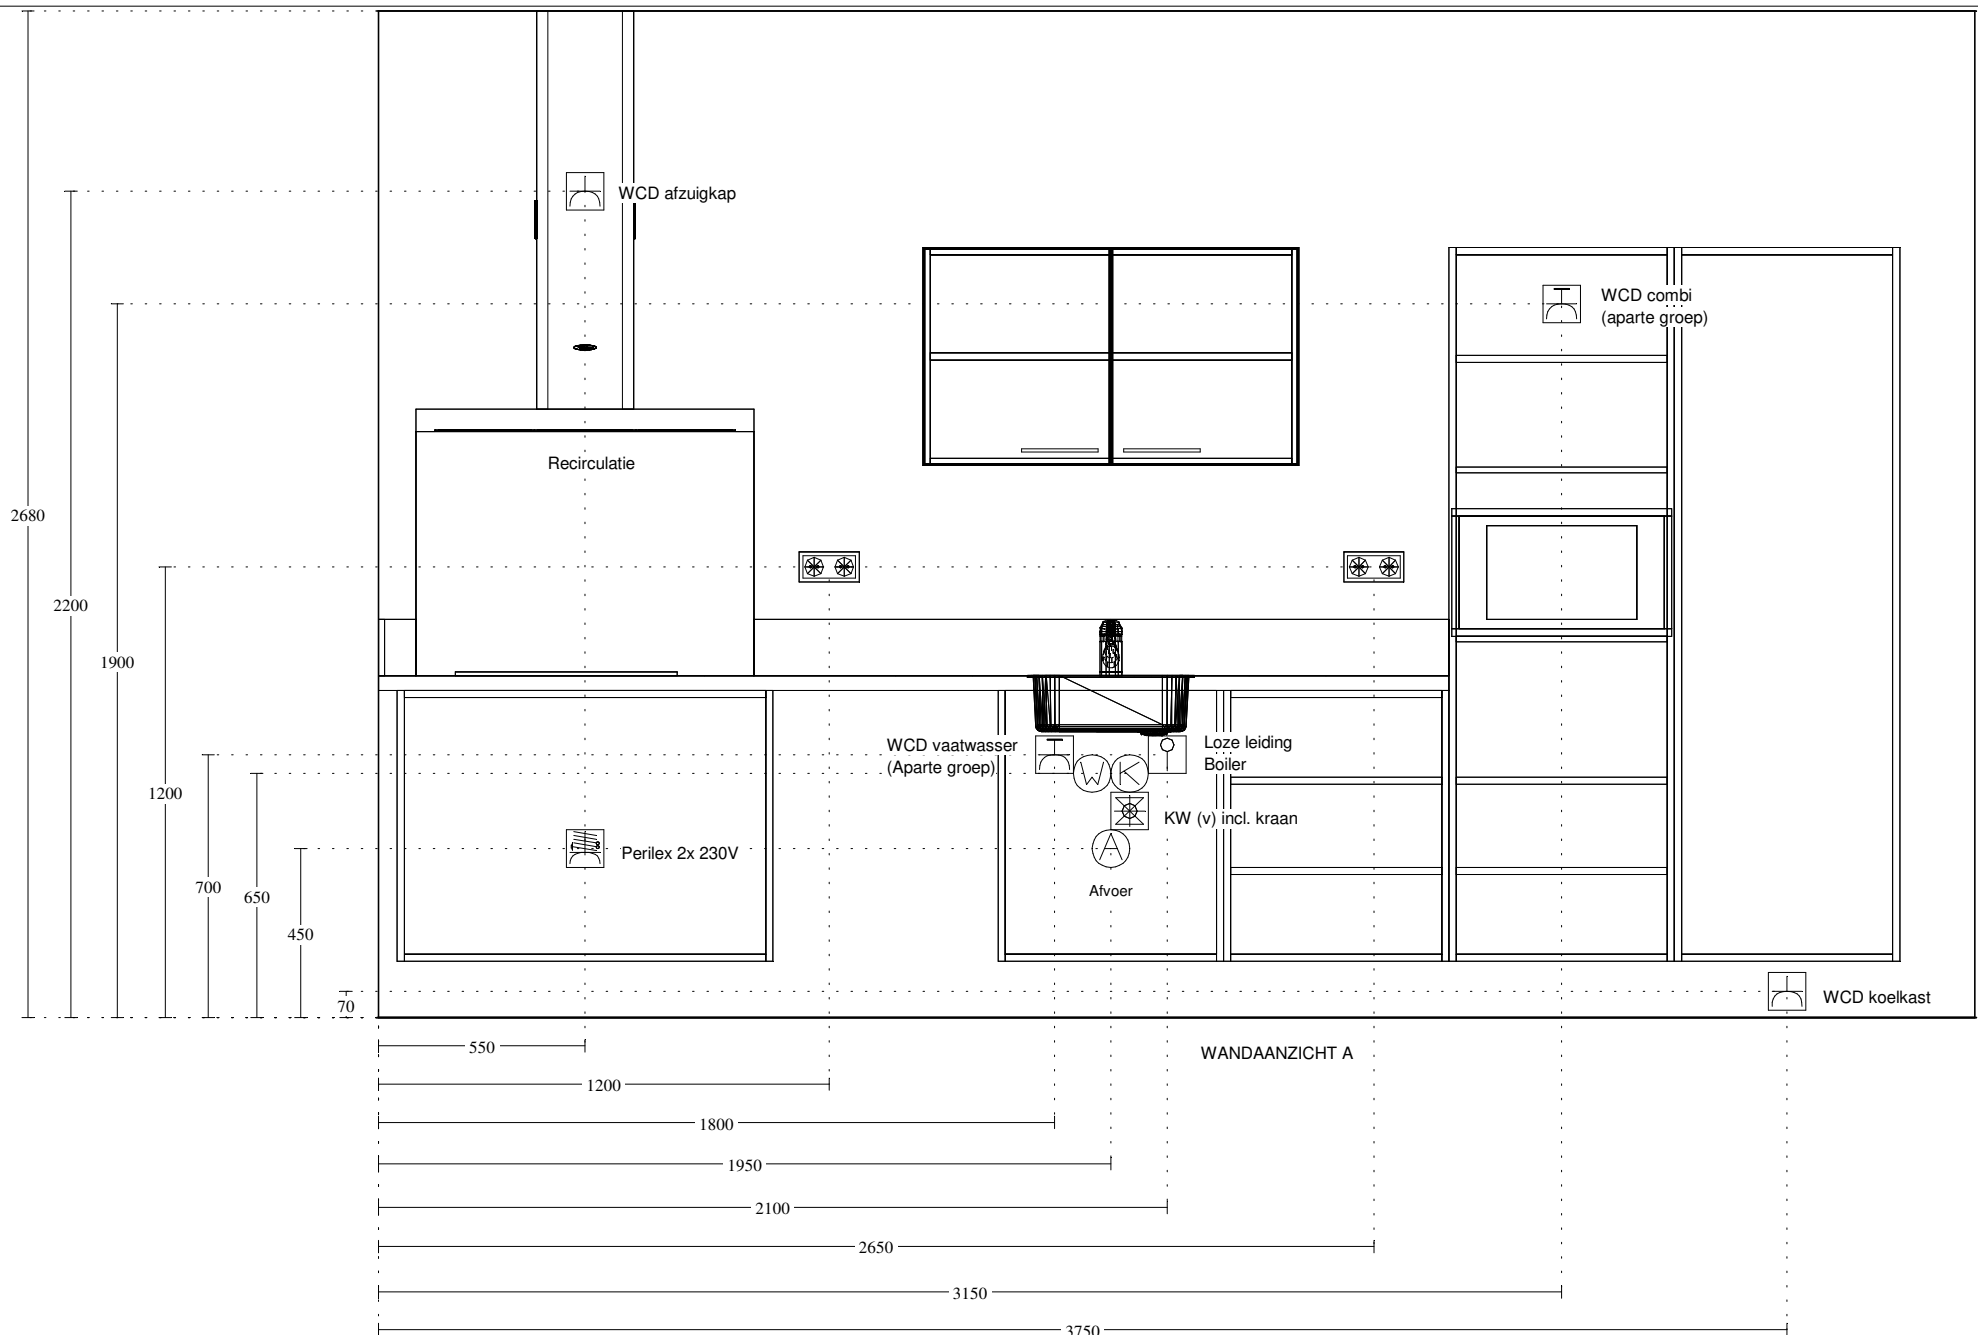 WCD afzuigkap
WCD combi
(aparte groep)
Recirculatie
2680
2200
1900
1200
700
650
450
70
WCD vaatwasser
(Aparte groep)
Loze leiding
Boiler
W
K
KW (v) incl. kraan
A
Perilex 2x 230V
Afvoer
WCD koelkast
WANDAANZICHT A
550
1200
1800
1950
2100
2650
3150
3750